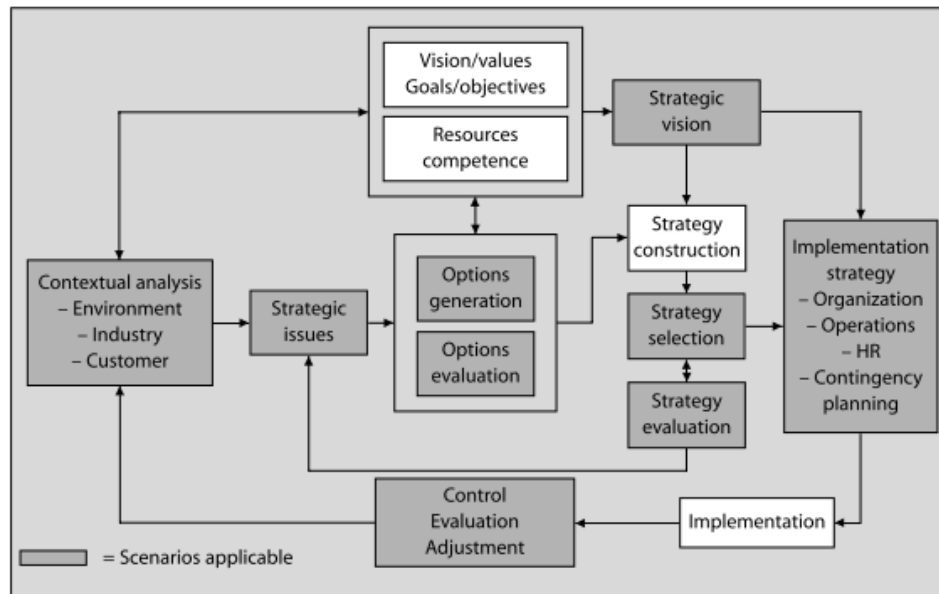 Vision/values
Goals/objectives
Resources
competence
Strategic
vision
Contextual analysis
– Environment
– Industry
– Customer
Strategic
issues
Options
generation
Options
evaluation
Strategy
construction
Strategy
selection
Strategy
evaluation
Implementation
strategy
– Organization
– Operations
– HR
– Contingency
planning
Control
Evaluation
Adjustment
Implementation
= Scenarios applicable